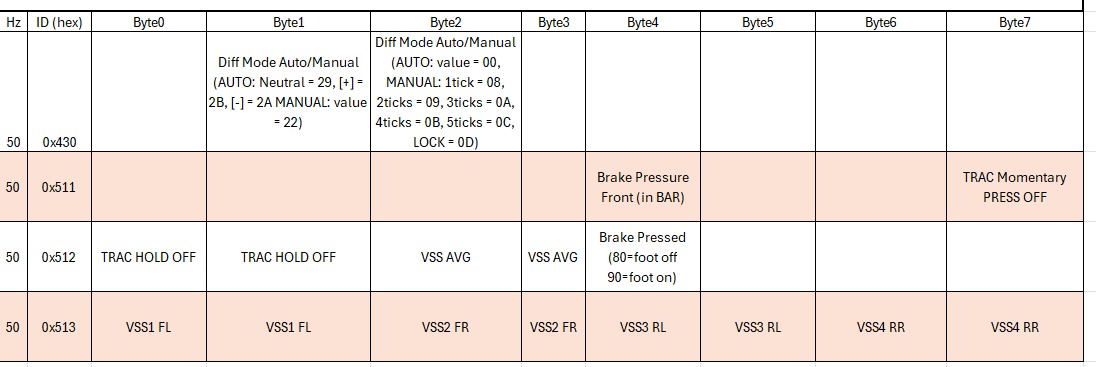 Hz ID (hex) Byte0 Byte1 Byte2 Byte3 Byte4 Byte5 Byte6 Byte7
50 0x430
Diff Mode Auto/Manual
(AUTO: Neutral = 29, [+] =
2B, [-] = 2A MANUAL: value
= 22)
Diff Mode Auto/Manual
(AUTO: value = 00,
MANUAL: 1tick = 08,
2ticks = 09, 3ticks = 0A,
4ticks = 0B, 5ticks = 0C,
LOCK = 0D)
50 0x511
Brake Pressure
Front (in BAR)
TRAC Momentary
PRESS OFF
50 0x512 TRAC HOLD OFF TRAC HOLD OFF VSS AVG VSS AVG
Brake Pressed
(80=foot off
90=foot on)
50 0x513 VSS1 FL VSS1 FL VSS2 FR VSS2 FR VSS3 RL VSS3 RL VSS4 RR VSS4 RR